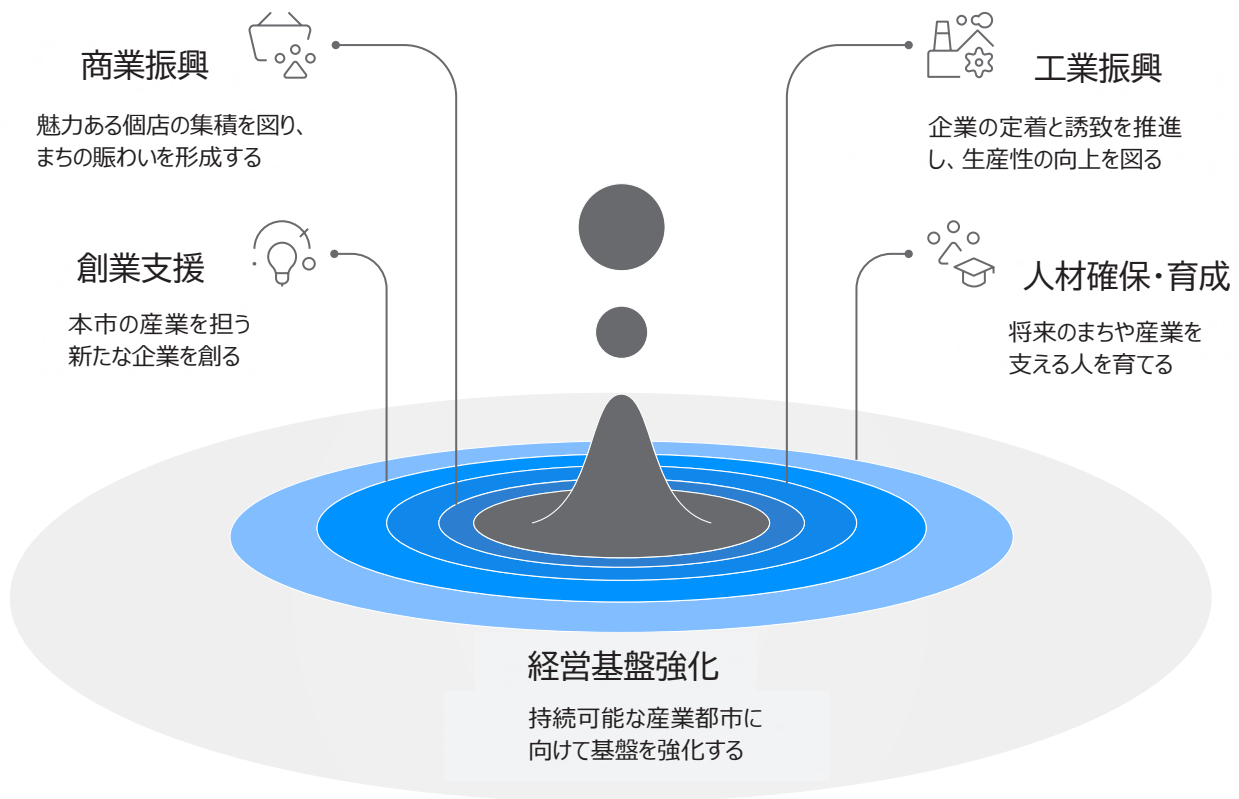 商業振興
魅力ある個店の集積を図り、
まちの賑わいを形成する
工業振興
企業の定着と誘致を推進
し、生産性の向上を図る
創業支援
本市の産業を担う
新たな企業を創る
人材確保・育成
将来のまちや産業を
支える人を育てる
経営基盤強化
持続可能な産業都市に
向けて基盤を強化する